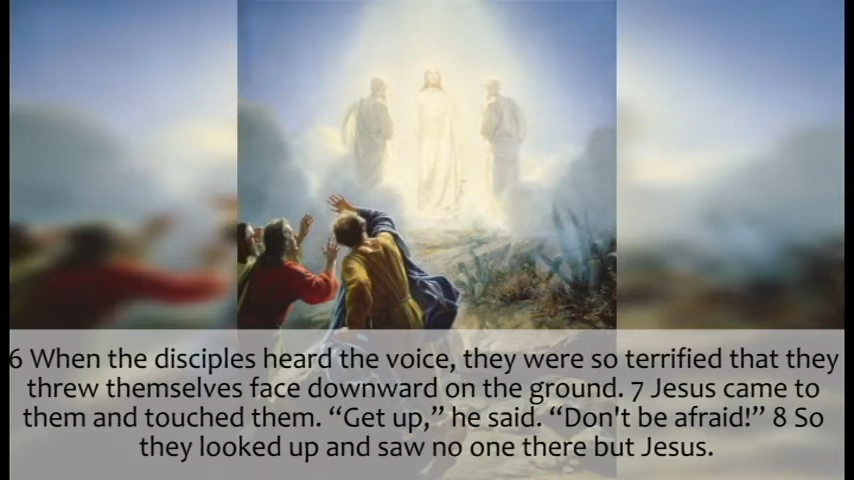 6 When the disciples heard the voice, they were so terrified that they
threw themselves face downward on the ground. 7 Jesus came to
them and touched them. “Get up,” he said. “Don't be afraid!” 8 So
they looked up and saw no one there but Jesus.